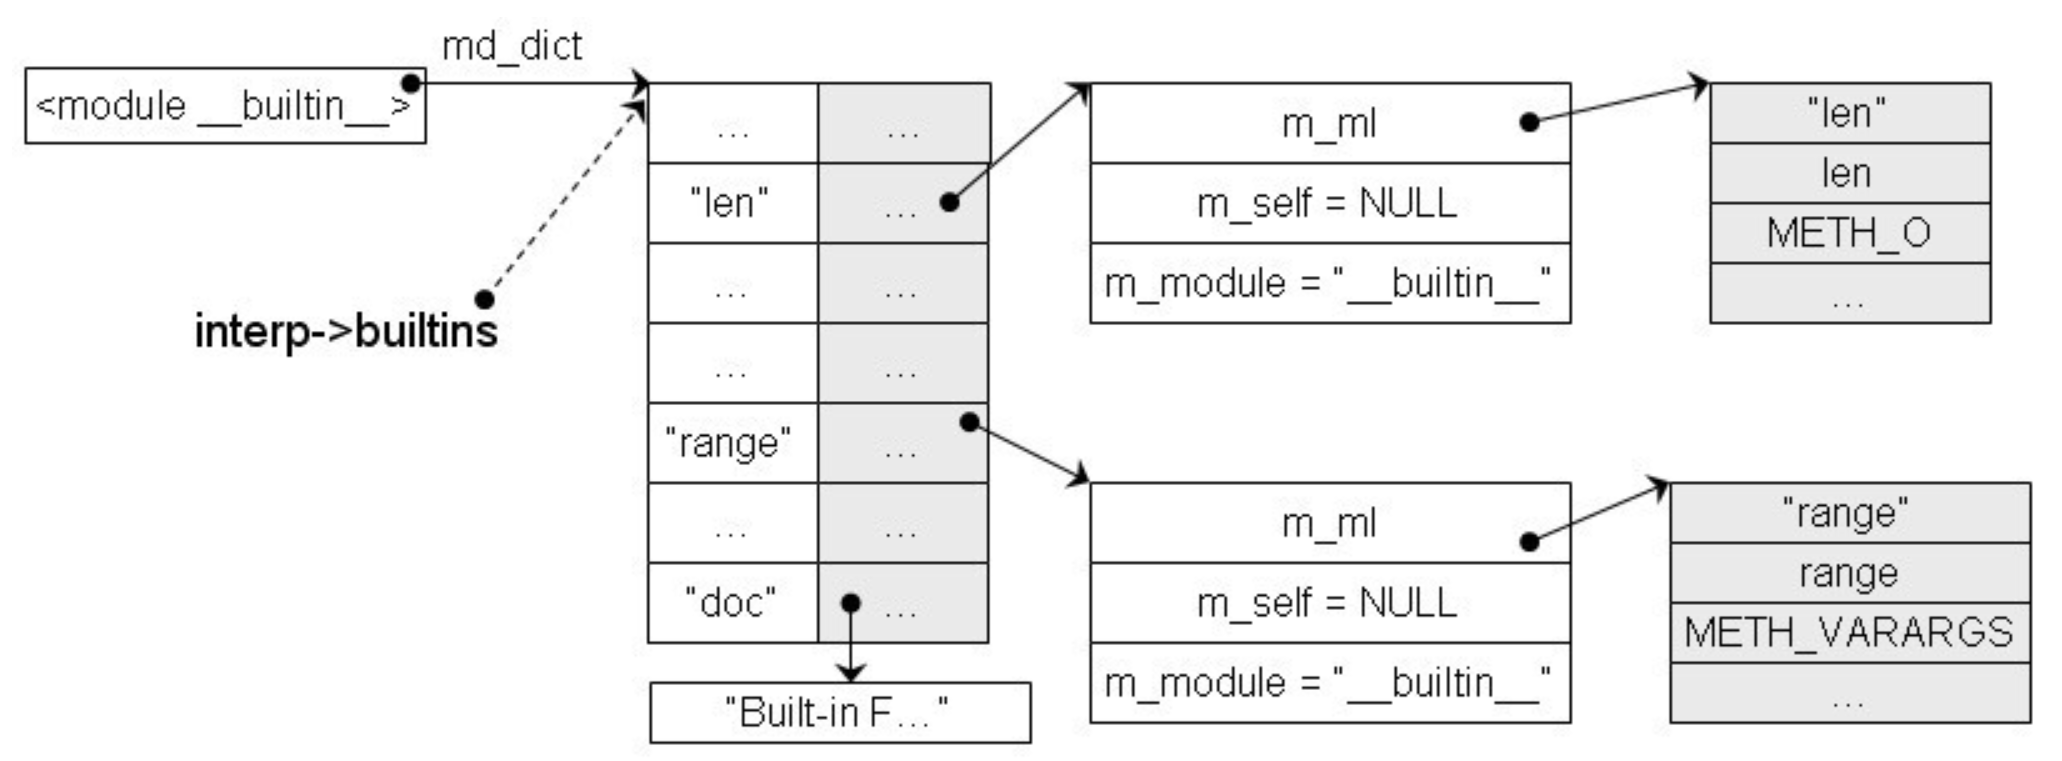 md_dict
<module __builtin__>
interp->builtins
... ...
"len" ...
... ...
... ...
"range" ...
... ...
"doc" ...
"Built-in F..."
m_ml
m_self = NULL
m_module = "__builtin__"
"len"
len
METH_O
...
m_ml
m_self = NULL
m_module = "__builtin__"
"range"
range
METH_VARARGS
...